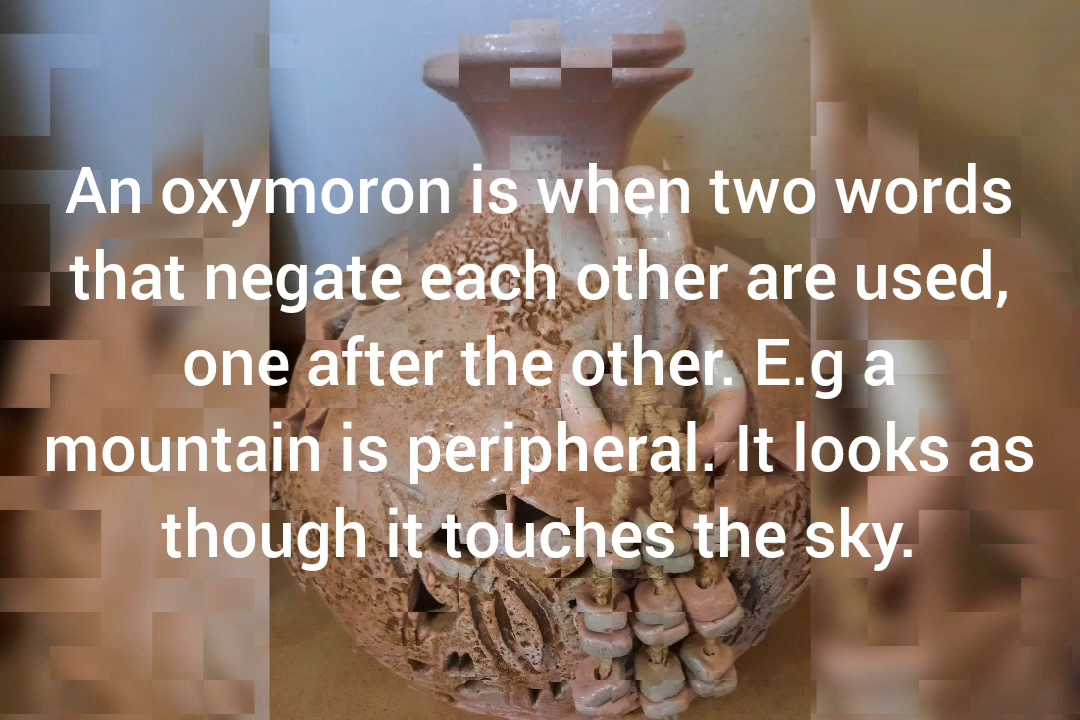 An oxymoron is when two words
that negate each other are used,
one after the other. E.g a
mountain is peripheral. It looks as
though it touches the sky.